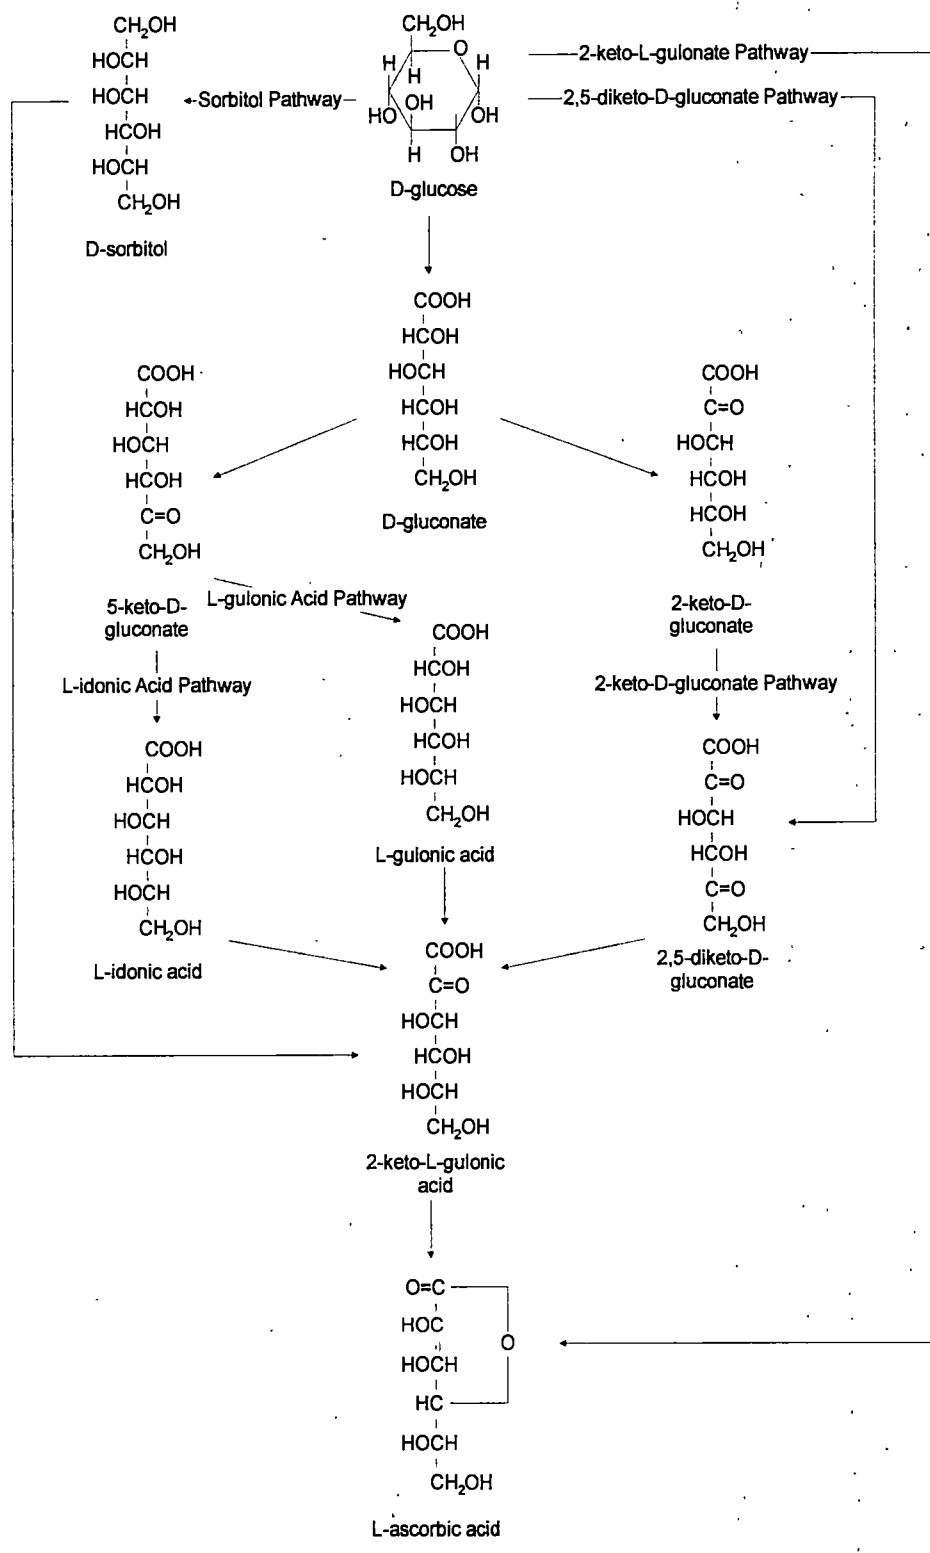 CH2OH
HOCH
HOCH
HCOH
HOCH
CH2OH
D-sorbitol
Sorbitol Pathway
CH2OH
O
H
H
H
OH
HO
OH
H
OH
D-glucose
2-keto-L-gulonate Pathway
2,5-diketo-D-gluconate Pathway
COOH
HCOH
HOCH
HCOH
HCOH
CH2OH
D-gluconate
COOH
HCOH
HOCH
HCOH
C=O
CH2OH
5-keto-D-
gluconate
COOH
C=O
HOCH
HCOH
HCOH
CH2OH
2-keto-D-
gluconate
L-gulonic Acid Pathway
L-idonic Acid Pathway
2-keto-D-gluconate Pathway
COOH
HCOH
HOCH
HCOH
HOCH
CH2OH
L-gulonic acid
COOH
HCOH
HOCH
HCOH
HOCH
CH2OH
L-idonic acid
COOH
C=O
HOCH
HCOH
C=O
CH2OH
2,5-diketo-D-
gluconate
COOH
C=O
HOCH
HCOH
HOCH
CH2OH
2-keto-L-gulonic
acid
O=C
HOC
HOCH
HC
HOCH
CH2OH
O
L-ascorbic acid